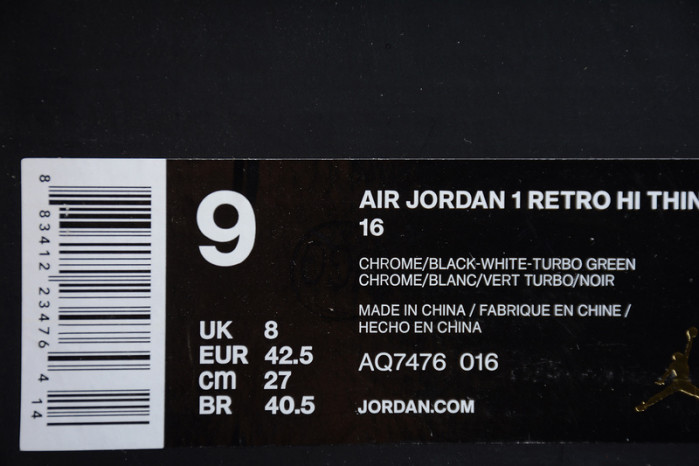 8 83412 23476 4 14
9
UK 8
EUR 42.5
cm 27
BR 40.5
AIR JORDAN 1 RETRO HI THIN
16
CHROME/BLACK-WHITE-TURBO GREEN
CHROME/BLANC/VERT TURBO/NOIR
MADE IN CHINA / FABRIQUE EN CHINE /
HECHO EN CHINA
AQ7476 016
JORDAN.COM